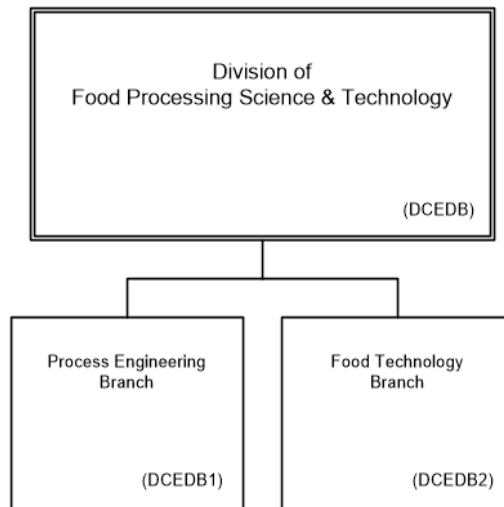 Division of
Food Processing Science & Technology
(DCEDB)
Process Engineering
Branch
(DCEDB1)
Food Technology
Branch
(DCEDB2)